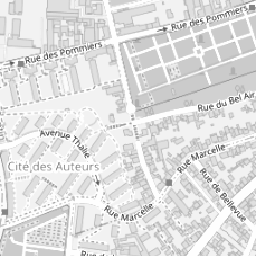 Rue des Pommiers
Rue des Pommiers
Rue du Bel Air
Avenue Thalie
Rue Marcelle
Cité des Auteurs
Rue de Bellevue
Rue Marcelle